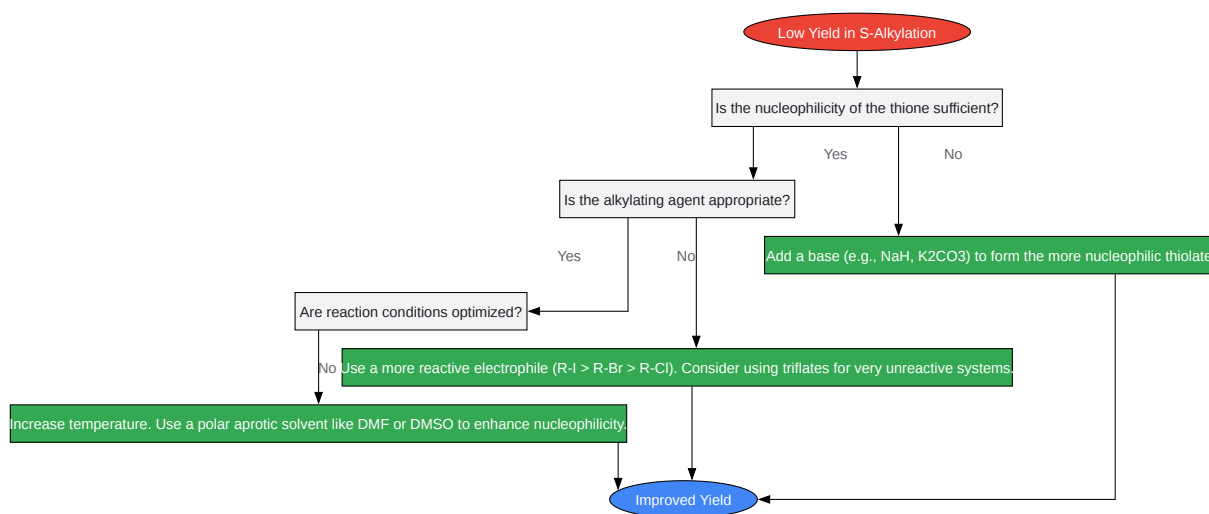 Low Yield in S-Alkylation
Is the nucleophilicity of the thione sufficient?
Yes
No
Is the alkylating agent appropriate?
Add a base (e.g., NaH, K2CO3) to form the more nucleophilic thiolate
Yes
No
Are reaction conditions optimized?
No
Use a more reactive electrophile (R-I > R-Br > R-Cl). Consider using triflates for very unreactive systems.
Increase temperature. Use a polar aprotic solvent like DMF or DMSO to enhance nucleophilicity.
Improved Yield